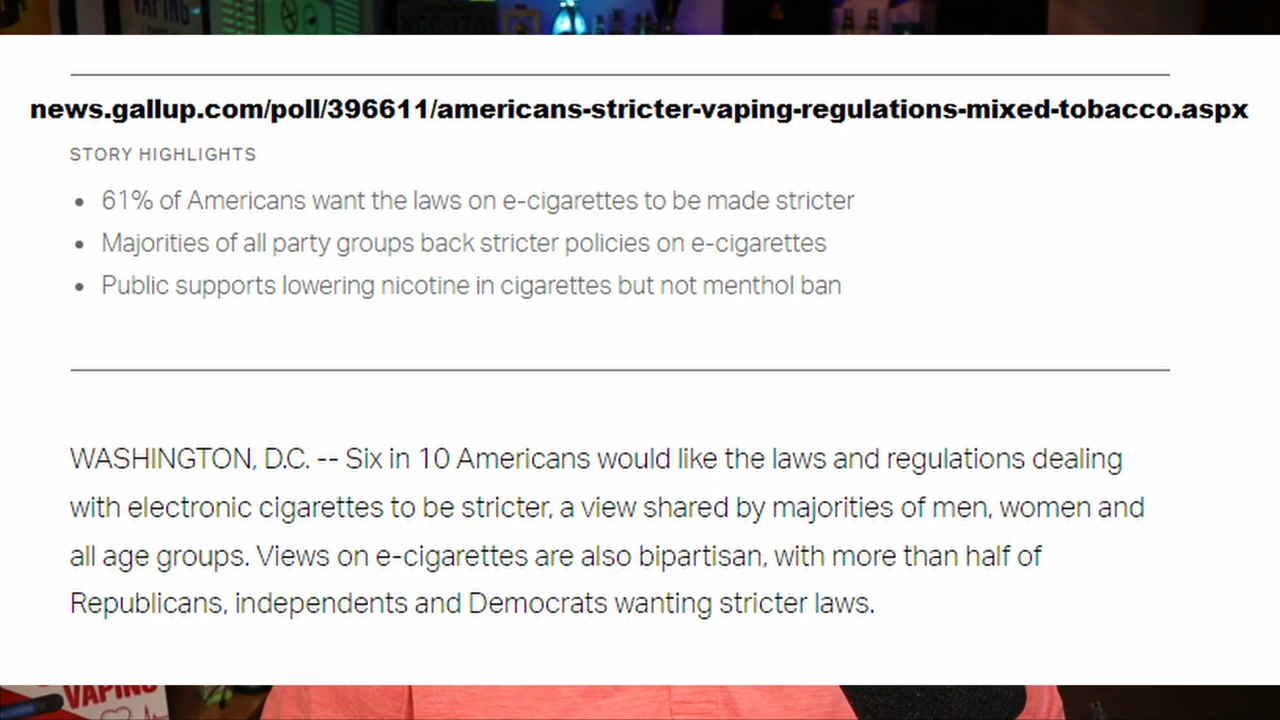 VAPING
news.gallup.com/poll/396611/americans-stricter-vaping-regulations-mixed-tobacco.aspx
STORY HIGHLIGHTS
• 61% of Americans want the laws on e-cigarettes to be made stricter
• Majorities of all party groups back stricter policies on e-cigarettes
• Public supports lowering nicotine in cigarettes but not menthol ban
WASHINGTON, D.C. -- Six in 10 Americans would like the laws and regulations dealing
with electronic cigarettes to be stricter, a view shared by majorities of men, women and
all age groups. Views on e-cigarettes are also bipartisan, with more than half of
Republicans, independents and Democrats wanting stricter laws.
VAPING